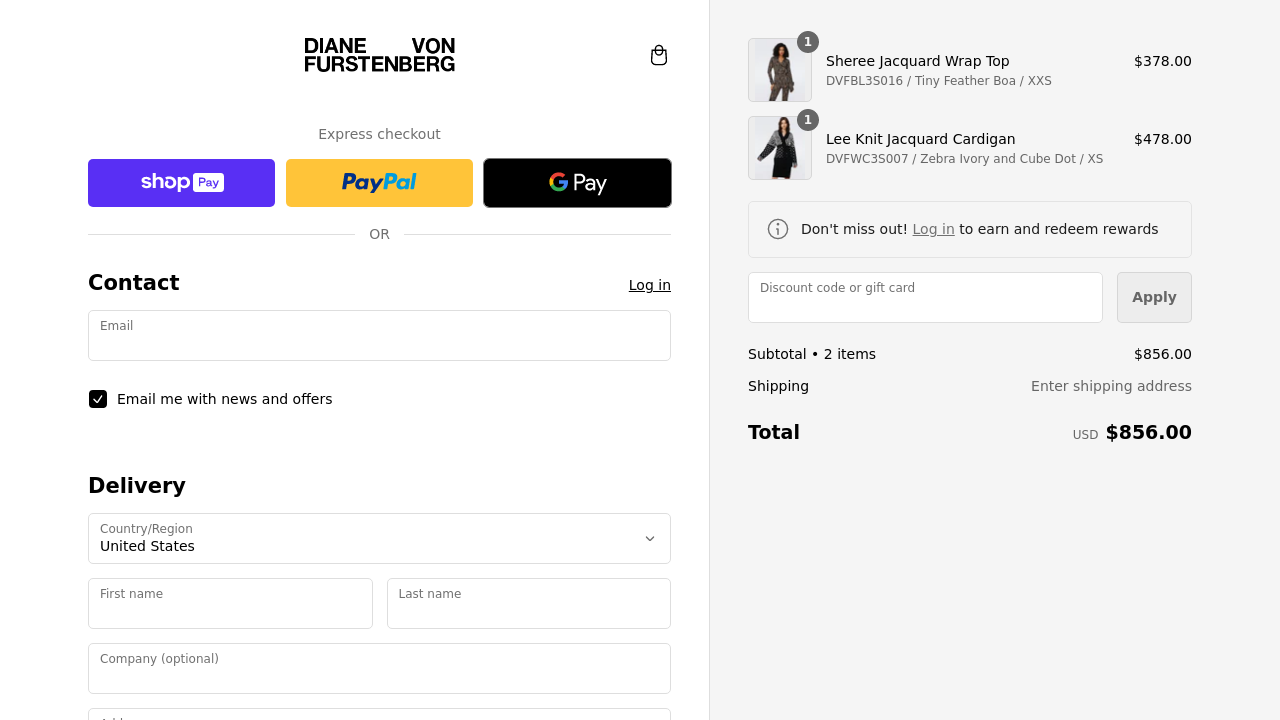 DIANE VON
FURSTENBERG
Express checkout
shop Pay
PayPal
G Pay
OR
Contact
Log in
Email
Email me with news and offers
Delivery
Country/Region
United States
First name
Last name
Company (optional)
1
Sheree Jacquard Wrap Top
$378.00
DVFBL3S016 / Tiny Feather Boa / XXS
1
Lee Knit Jacquard Cardigan
$478.00
DVFWC3S007 / Zebra Ivory and Cube Dot / XS
Don't miss out! Log in to earn and redeem rewards
Discount code or gift card
Apply
Subtotal • 2 items
$856.00
Shipping
Enter shipping address
Total
USD $856.00